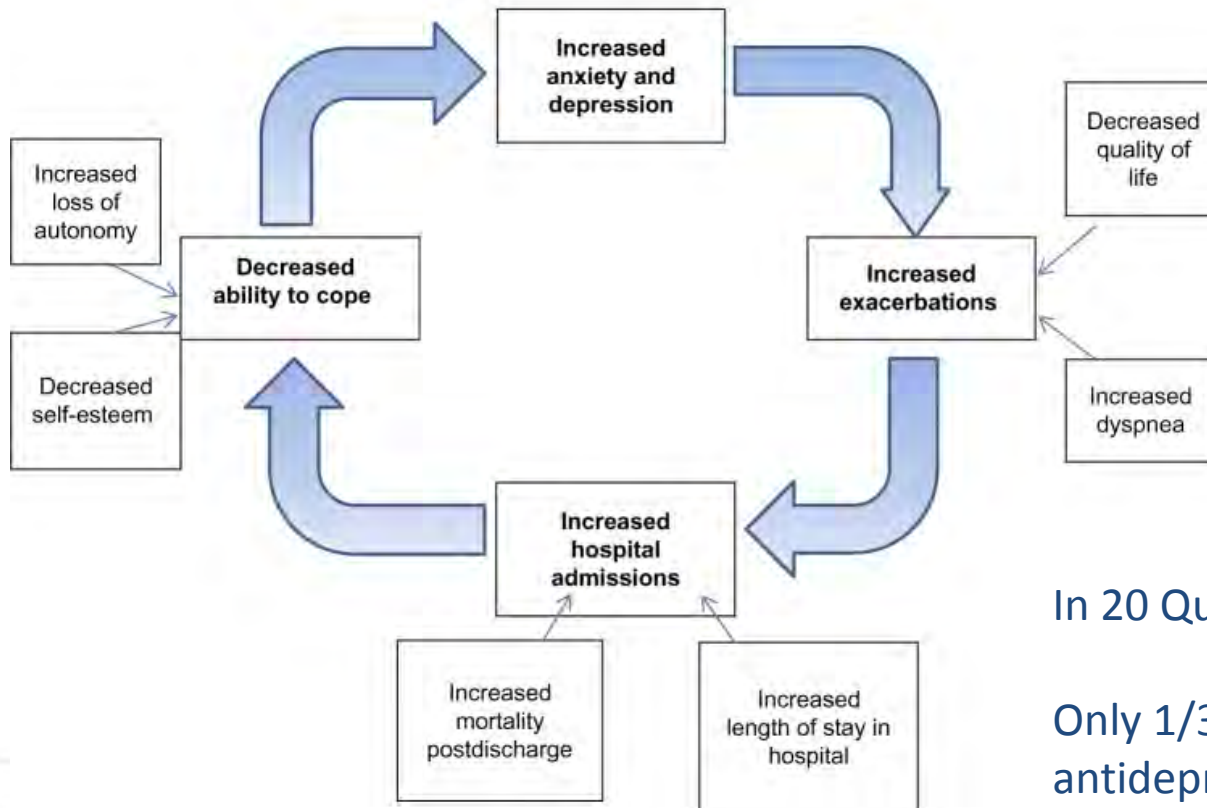 Increased
anxiety and
depression
Decreased
quality of
life
Increased
loss of
autonomy
Decreased
ability to cope
Increased
exacerbations
Decreased
self-esteem
Increased
dyspnea
Increased
hospital
admissions
Increased
mortality
postdischarge
Increased
length of stay in
hospital
In 20 Qu
Only 1/3
antidepr